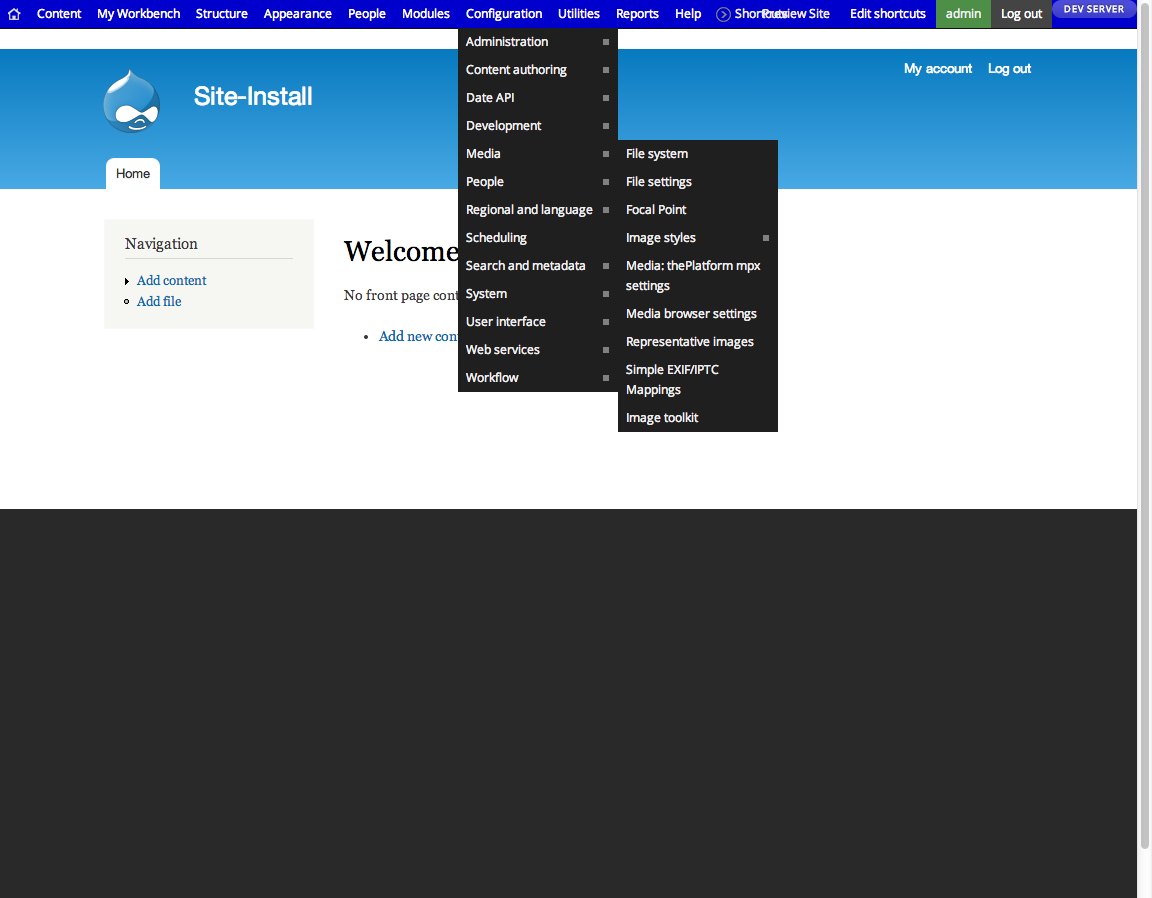 Content My Workbench Structure Appearance People Modules Configuration Utilities Reports Help Shortcuts Preview Site Edit shortcuts admin Log out DEV SERVER
My account Log out
Site-Install
Home
Administration
Content authoring
Date API
Development
Media
People
Regional and language
Scheduling
Search and metadata
System
User interface
Web services
Workflow
File system
File settings
Focal Point
Image styles
Media: thePlatform mpx
settings
Media browser settings
Representative images
Simple EXIF/IPTC
Mappings
Image toolkit
Navigation
Add content
Add file
Welcome
No front page cont
Add new con